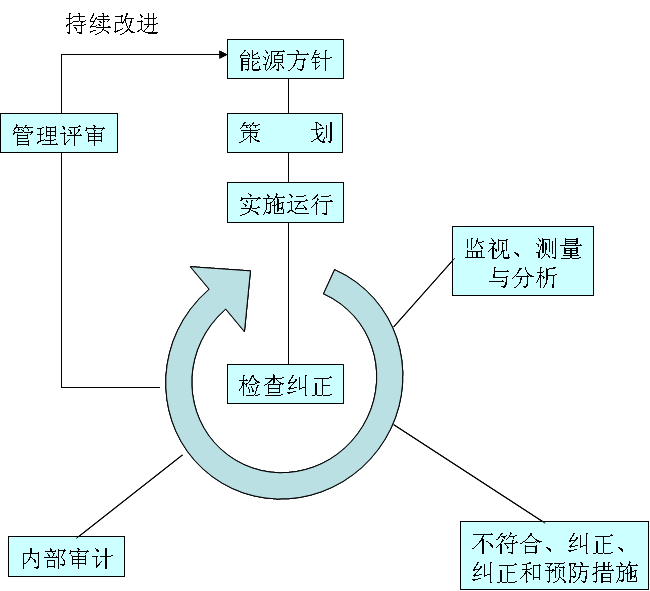 持续改进
能源方针
管理评审
策 划
实施运行
监视、测量
与分析
检查纠正
内部审计
不符合、纠正、
纠正和预防措施